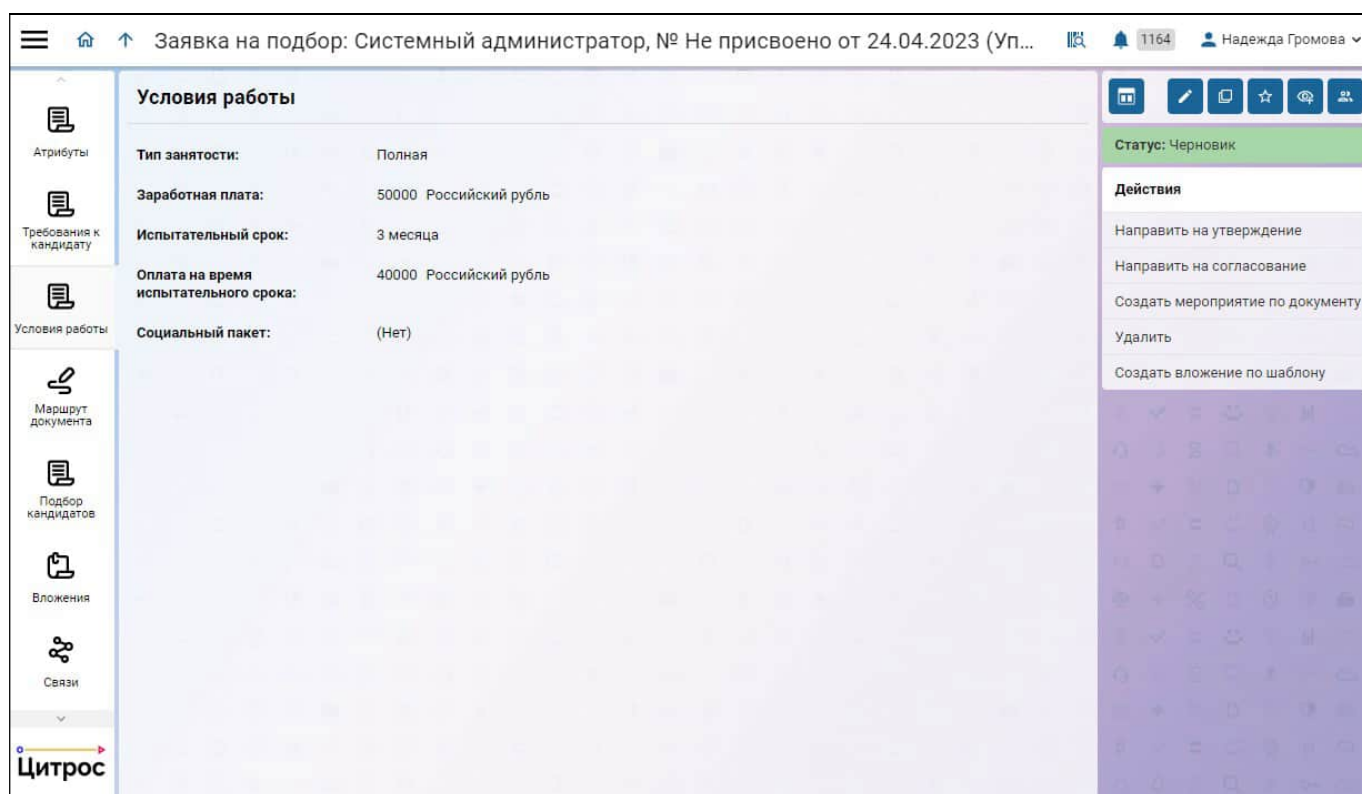 Заявка на подбор: Системный администратор, № Не присвоено от 24.04.2023 (Уп...
1164
Надежда Громова
Атрибуты
Требования к
кандидату
Условия работы
Маршрут
документа
Подбор
кандидатов
Вложения
Связи
Цитрос
Условия работы
Тип занятости: Полная
Заработная плата: 50000 Российский рубль
Испытательный срок: 3 месяца
Оплата на время 40000 Российский рубль
испытательного срока:
Социальный пакет: (Нет)
Статус: Черновик
Действия
Направить на утверждение
Направить на согласование
Создать мероприятие по документу
Удалить
Создать вложение по шаблону